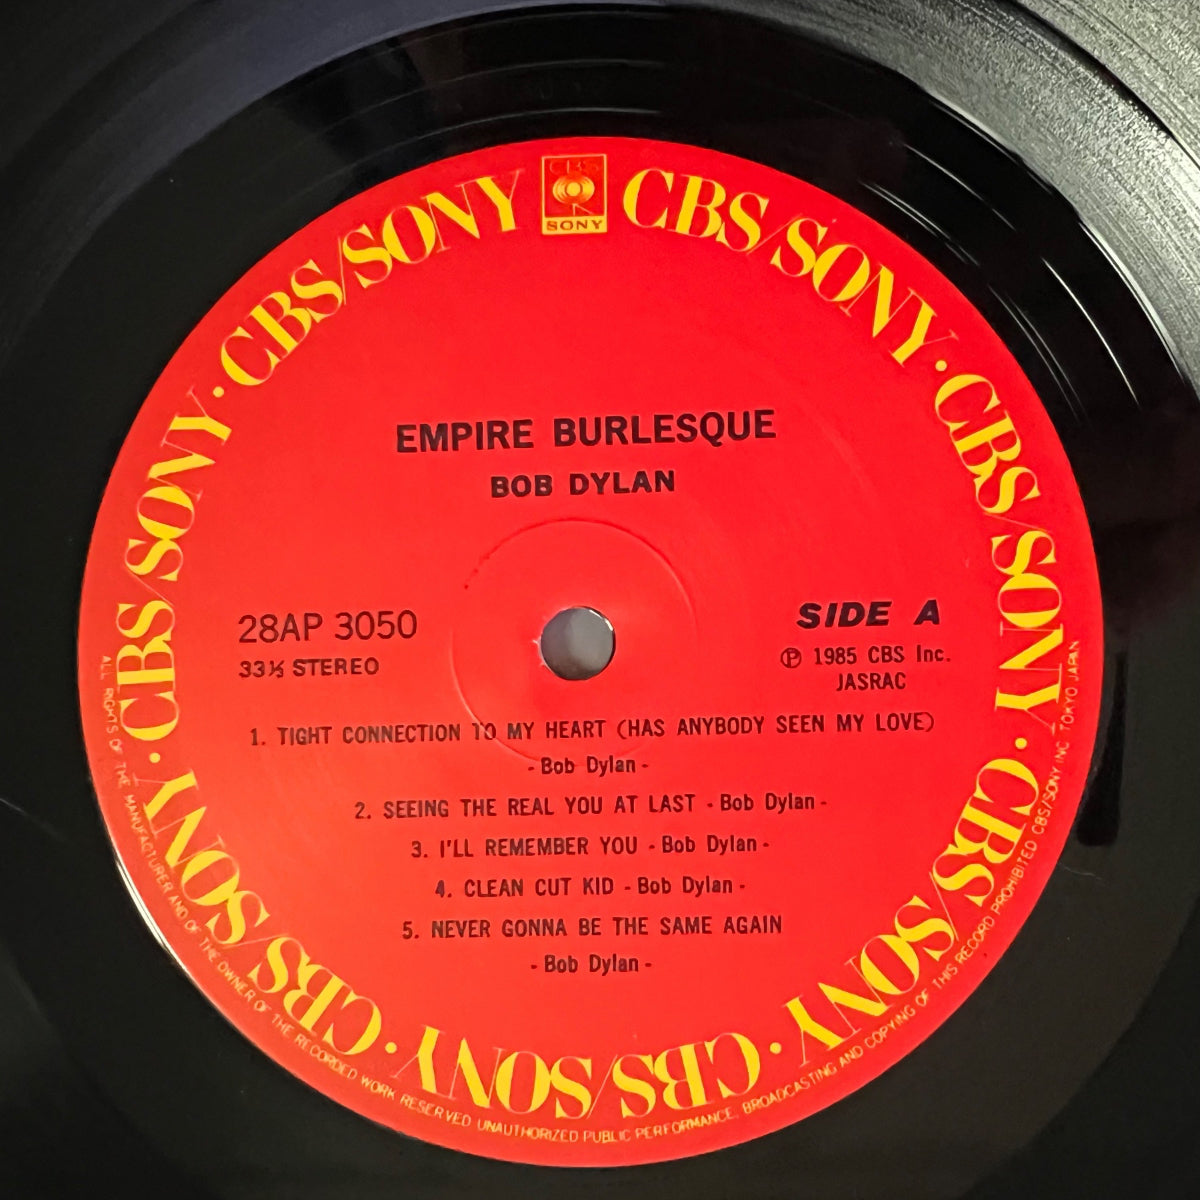 CBS
SONY
CBS/SONY · CBS/SONY · CBS/SONY · CBS/SONY · CBS/SONY · CBS/SONY · CBS/SONY · CBS/SONY
EMPIRE BURLESQUE
BOB DYLAN
28AP 3050
33⅓ STEREO
SIDE A
Ⓟ 1985 CBS Inc.
JASRAC
1. TIGHT CONNECTION TO MY HEART (HAS ANYBODY SEEN MY LOVE)
- Bob Dylan -
2. SEEING THE REAL YOU AT LAST - Bob Dylan -
3. I'LL REMEMBER YOU - Bob Dylan -
4. CLEAN CUT KID - Bob Dylan -
5. NEVER GONNA BE THE SAME AGAIN
- Bob Dylan -
ALL RIGHTS OF THE MANUFACTURER AND OF THE OWNER OF THE RECORDED WORK RESERVED UNAUTHORIZED PUBLIC PERFORMANCE, BROADCASTING AND COPYING OF THIS RECORD PROHIBITED CBS/SONY INC TOKYO JAPAN